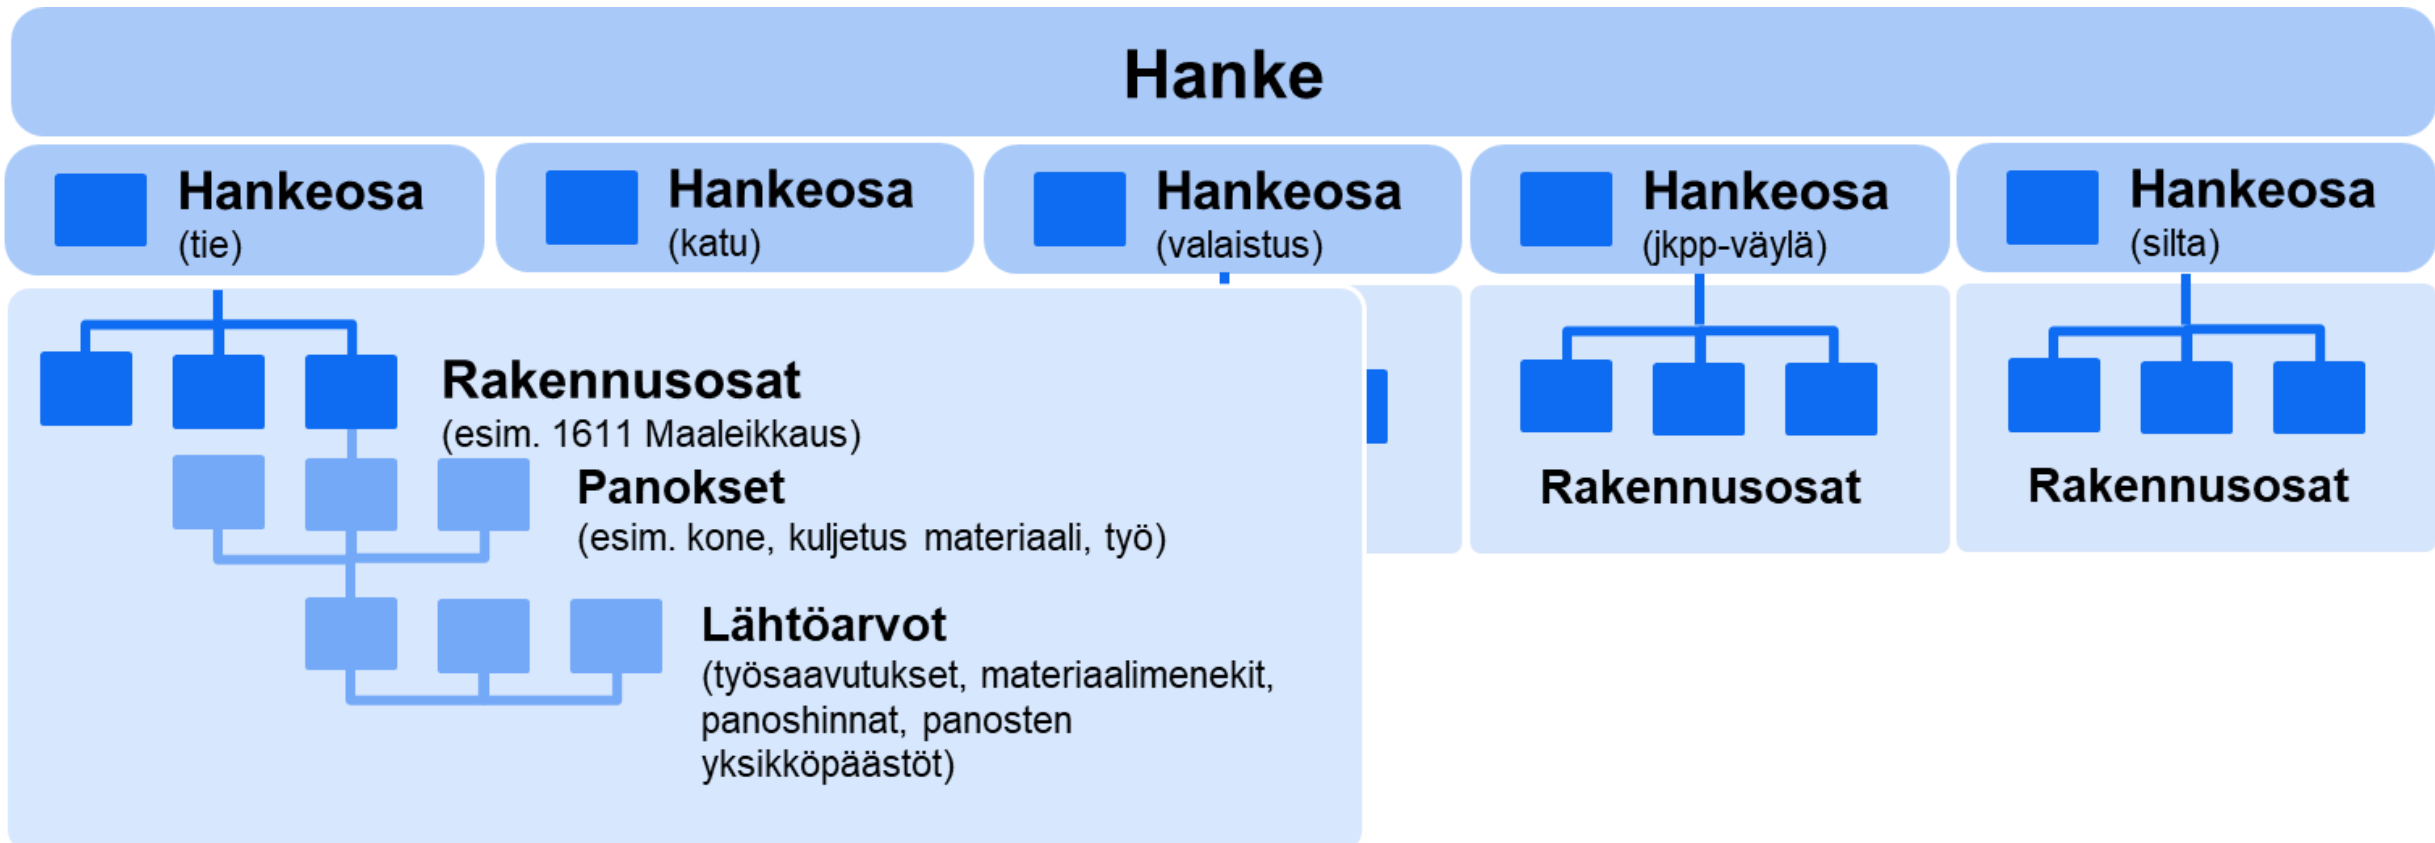 Hanke
Hankeosa
(tie)
Hankeosa
(katu)
Hankeosa
(valaistus)
Hankeosa
(jkpp-väylä)
Hankeosa
(silta)
Rakennusosat
(esim. 1611 Maaleikkaus)
Panokset
(esim. kone, kuljetus materiaali, työ)
Lähtöarvot
(työsaavutukset, materiaalimenekit,
panoshinnat, panosten
yksikköpäästöt)
Rakennusosat
Rakennusosat